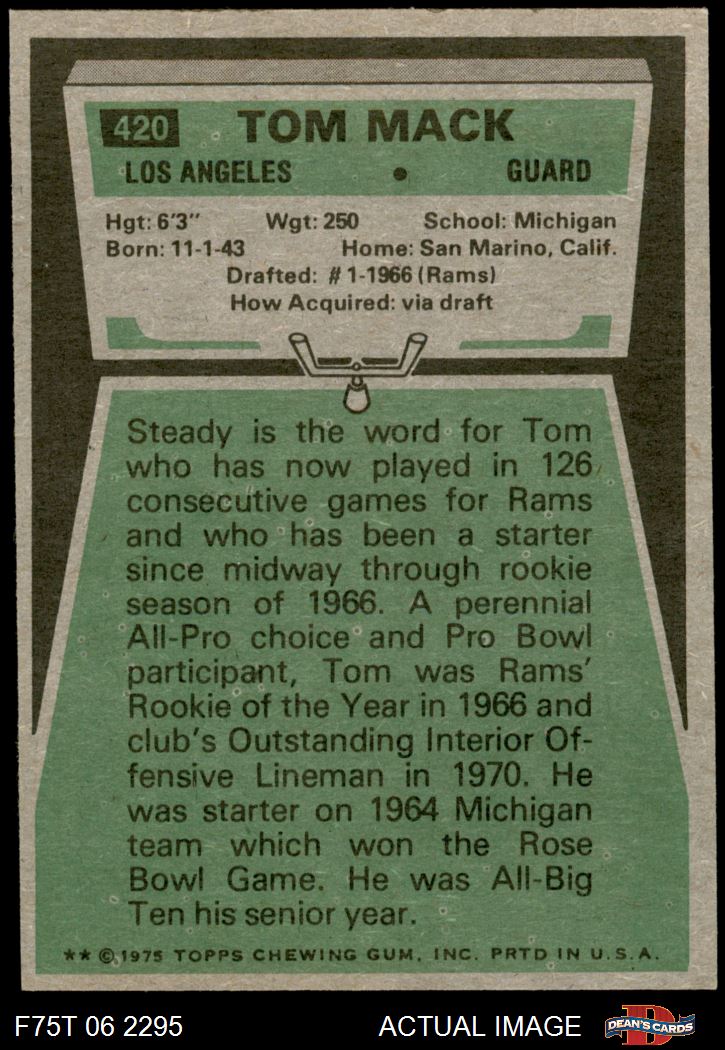 420 TOM MACK
LOS ANGELES • GUARD
Hgt: 6'3" Wgt: 250 School: Michigan
Born: 11-1-43 Home: San Marino, Calif.
Drafted: #1-1966 (Rams)
How Acquired: via draft
Steady is the word for Tom
who has now played in 126
consecutive games for Rams
and who has been a starter
since midway through rookie
season of 1966. A perennial
All-Pro choice and Pro Bowl
participant, Tom was Rams'
Rookie of the Year in 1966 and
club's Outstanding Interior Of-
fensive Lineman in 1970. He
was starter on 1964 Michigan
team which won the Rose
Bowl Game. He was All-Big
Ten his senior year.
** © 1975 TOPPS CHEWING GUM, INC. PRTD IN U.S.A.
F75T 06 2295 ACTUAL IMAGE
D
DEAN'S CARDS